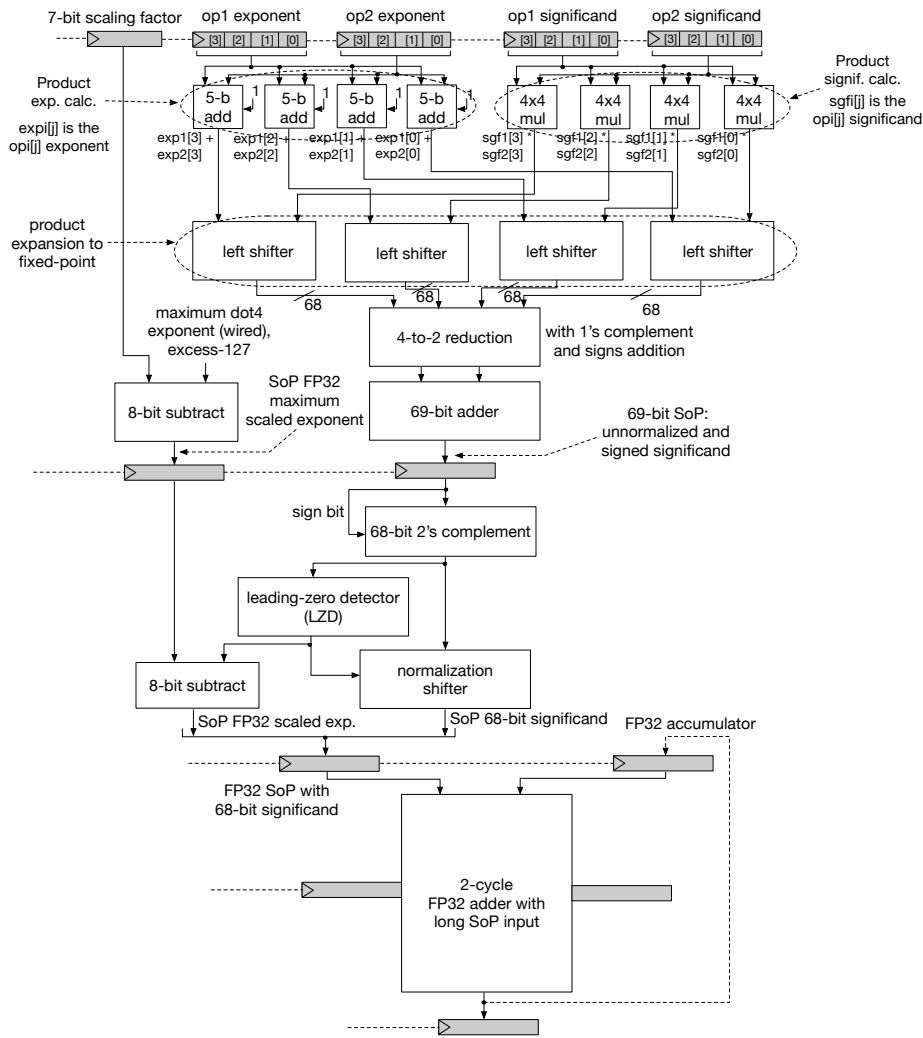 7-bit scaling factor
op1 exponent
op2 exponent
op1 significand
op2 significand
[3] [2] [1] [0]
[3] [2] [1] [0]
[3] [2] [1] [0]
[3] [2] [1] [0]
Product
exp. calc.
expi[j] is the
opi[j] exponent
5-b
add
1
5-b
add
1
5-b
add
1
5-b
add
1
4x4
mul
4x4
mul
4x4
mul
4x4
mul
Product
signif. calc.
sgfi[j] is the
opi[j] significand
exp1[3] +
exp2[3]
exp1[2] +
exp2[2]
exp1[1] +
exp2[1]
exp1[0] +
exp2[0]
sgf1[3] *
sgf2[3]
sgf1[2] *
sgf2[2]
sgf1[1] *
sgf2[1]
sgf1[0] *
sgf2[0]
product
expansion to
fixed-point
left shifter
left shifter
left shifter
left shifter
68
68
68
68
maximum dot4
exponent (wired),
excess-127
4-to-2 reduction
with 1's complement
and signs addition
8-bit subtract
SoP FP32
maximum
scaled exponent
69-bit adder
69-bit SoP:
unnormalized and
signed significand
sign bit
68-bit 2's complement
leading-zero detector
(LZD)
8-bit subtract
normalization
shifter
SoP FP32 scaled exp.
SoP 68-bit significand
FP32 accumulator
FP32 SoP with
68-bit significand
2-cycle
FP32 adder with
long SoP input